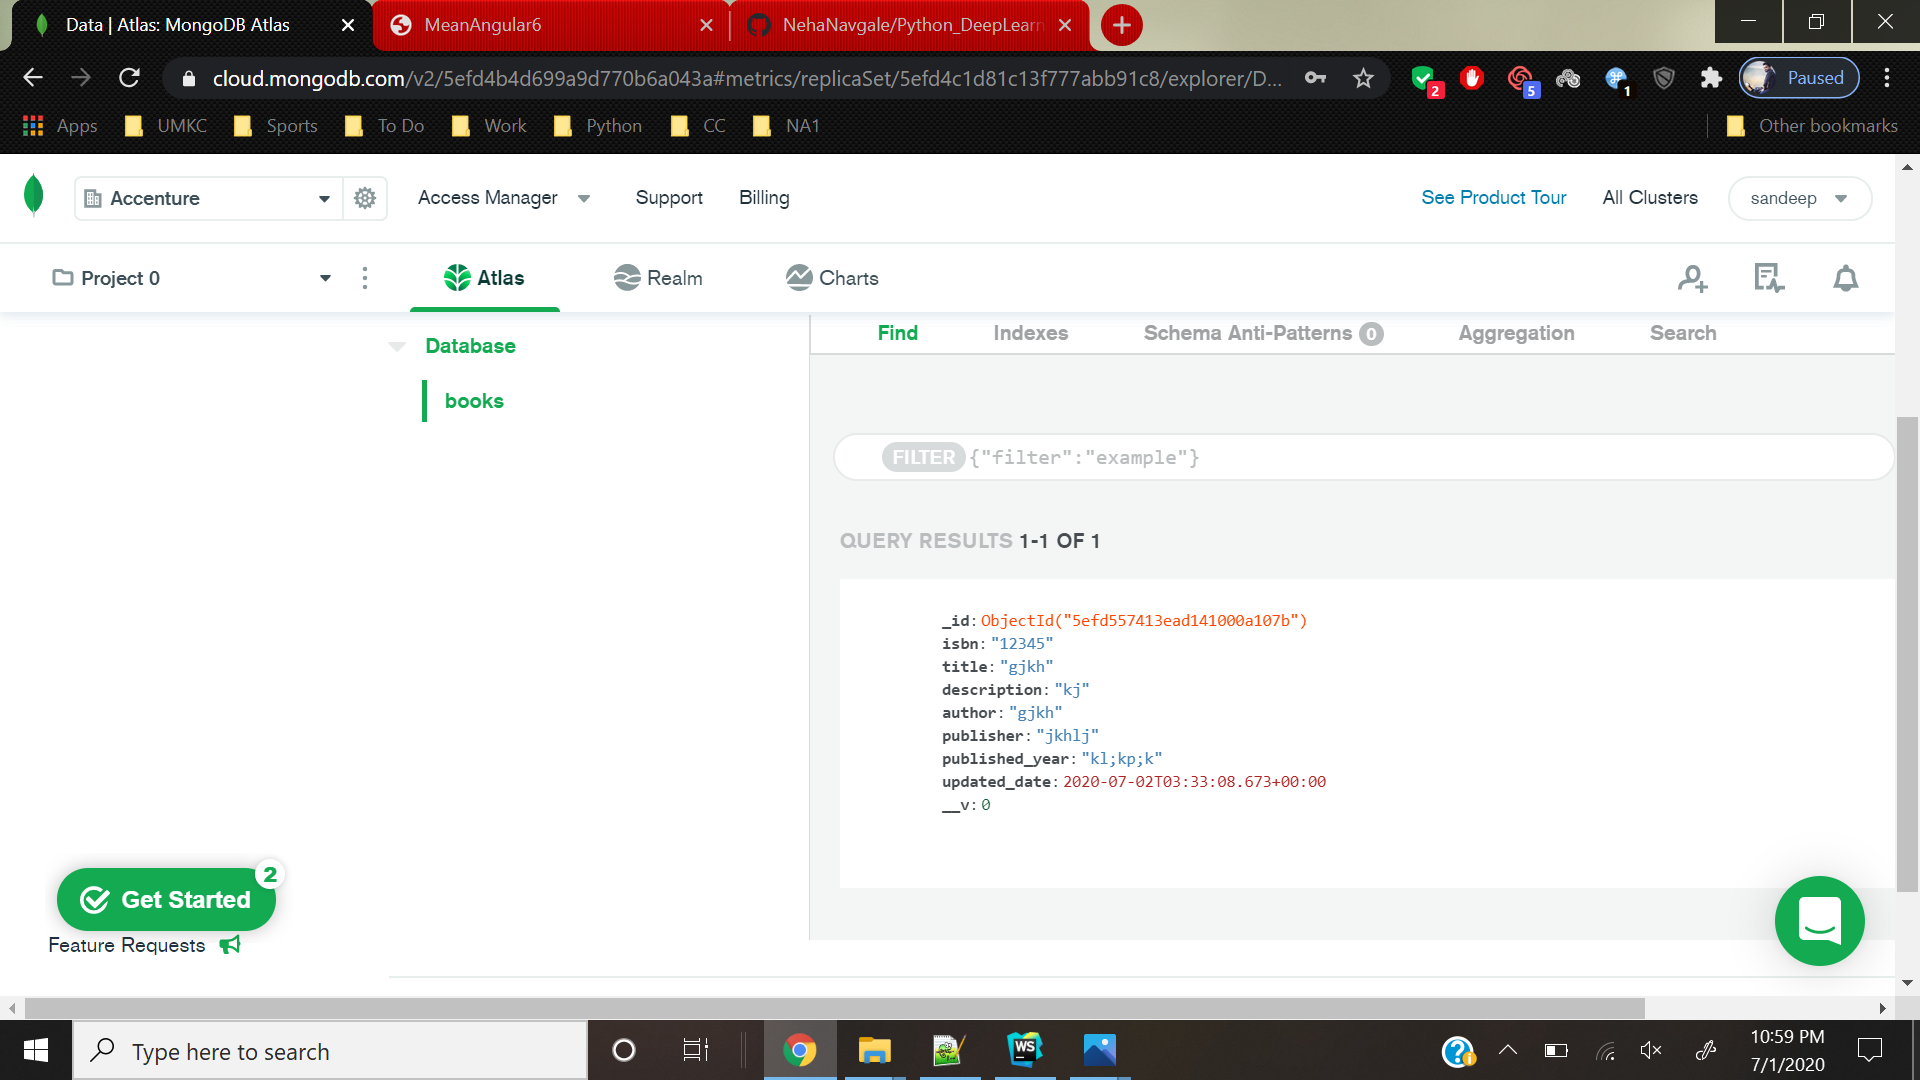 Data | Atlas: MongoDB Atlas
MeanAngular6
NehaNavgale/Python_DeepLearn
cloud.mongodb.com/v2/5efd4b4d699a9d770b6a043a#metrics/replicaSet/5efd4c1d81c13f777abb91c8/explorer/D...
2
5
1
Paused
Apps
UMKC
Sports
To Do
Work
Python
CC
NA1
Other bookmarks
Accenture
Access Manager
Support
Billing
See Product Tour
All Clusters
sandeep
Project 0
Atlas
Realm
Charts
Database
books
Find
Indexes
Schema Anti-Patterns 0
Aggregation
Search
FILTER {"filter":"example"}
QUERY RESULTS 1-1 OF 1
_id: ObjectId("5efd557413ead141000a107b")
isbn: "12345"
title: "gjkh"
description: "kj"
author: "gjkh"
publisher: "jkhlj"
published_year: "kl;kp;k"
updated_date: 2020-07-02T03:33:08.673+00:00
__v: 0
Get Started
2
Feature Requests
Type here to search
WS
10:59 PM
7/1/2020